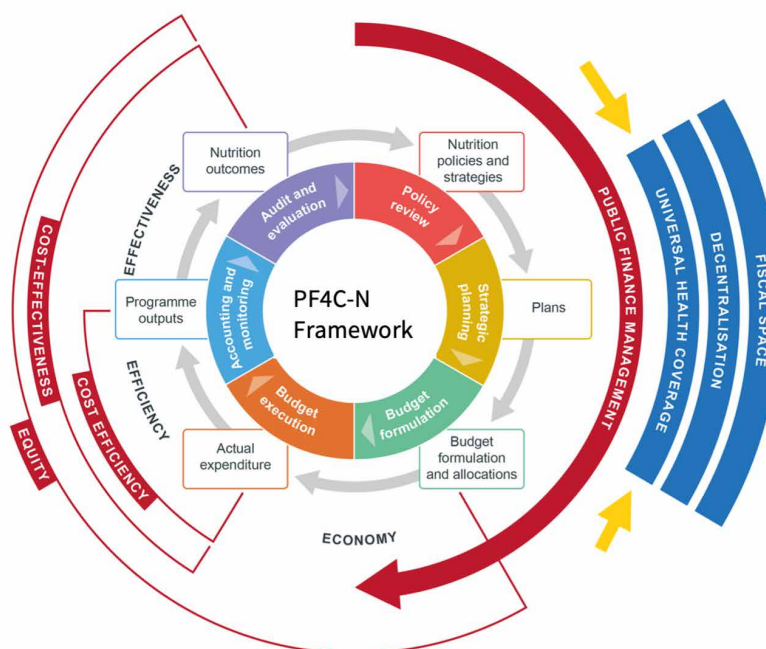 Nutrition
outcomes
Nutrition
policies and
strategies
Audit and
evaluation
Policy
review
EFFECTIVENESS
PUBLIC FINANCE MANAGEMENT
UNIVERSAL HEALTH COVERAGE
DECENTRALISATION
FISCAL SPACE
COST-EFFECTIVENESS
Programme
outputs
Accounting and
monitoring
PF4C-N
Framework
Strategic
planning
Plans
EFFICIENCY
COST EFFICIENCY
EQUITY
Budget
execution
Budget
formulation
Actual
expenditure
Budget
formulation
and allocations
ECONOMY